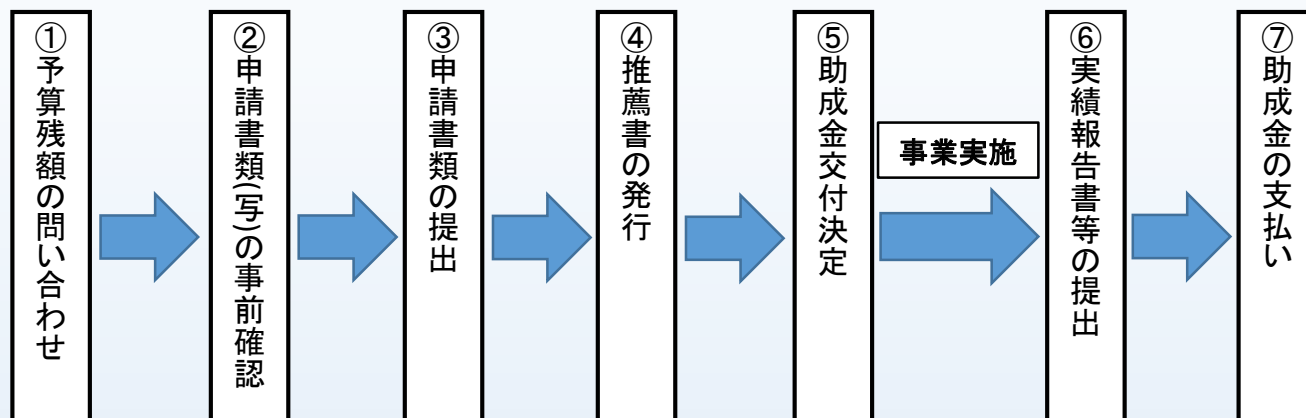 ①予算残額の問い合わせ
②申請書類(写)の事前確認
③申請書類の提出
④推薦書の発行
⑤助成金交付決定
事業実施
⑥実績報告書等の提出
⑦助成金の支払い